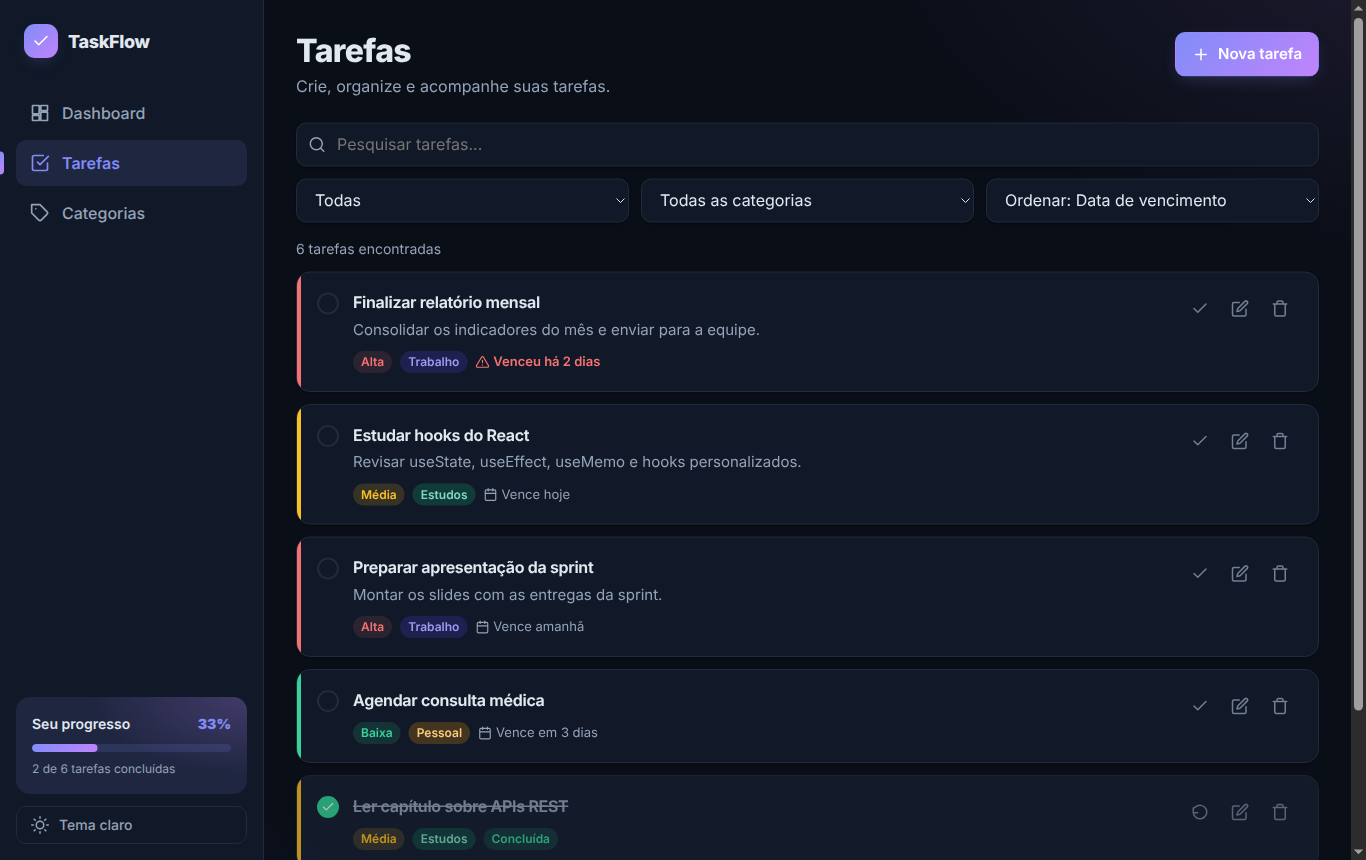 TaskFlow
Dashboard
Tarefas
Categorias
Seu progresso 33%
2 de 6 tarefas concluídas
Tema claro
Tarefas
Crie, organize e acompanhe suas tarefas.
Nova tarefa
Pesquisar tarefas...
Todas
Todas as categorias
Ordenar: Data de vencimento
6 tarefas encontradas
Finalizar relatório mensal
Consolidar os indicadores do mês e enviar para a equipe.
Alta Trabalho Venceu há 2 dias
Estudar hooks do React
Revisar useState, useEffect, useMemo e hooks personalizados.
Média Estudos Vence hoje
Preparar apresentação da sprint
Montar os slides com as entregas da sprint.
Alta Trabalho Vence amanhã
Agendar consulta médica
Baixa Pessoal Vence em 3 dias
Ler capítulo sobre APIs REST
Média Estudos Concluída